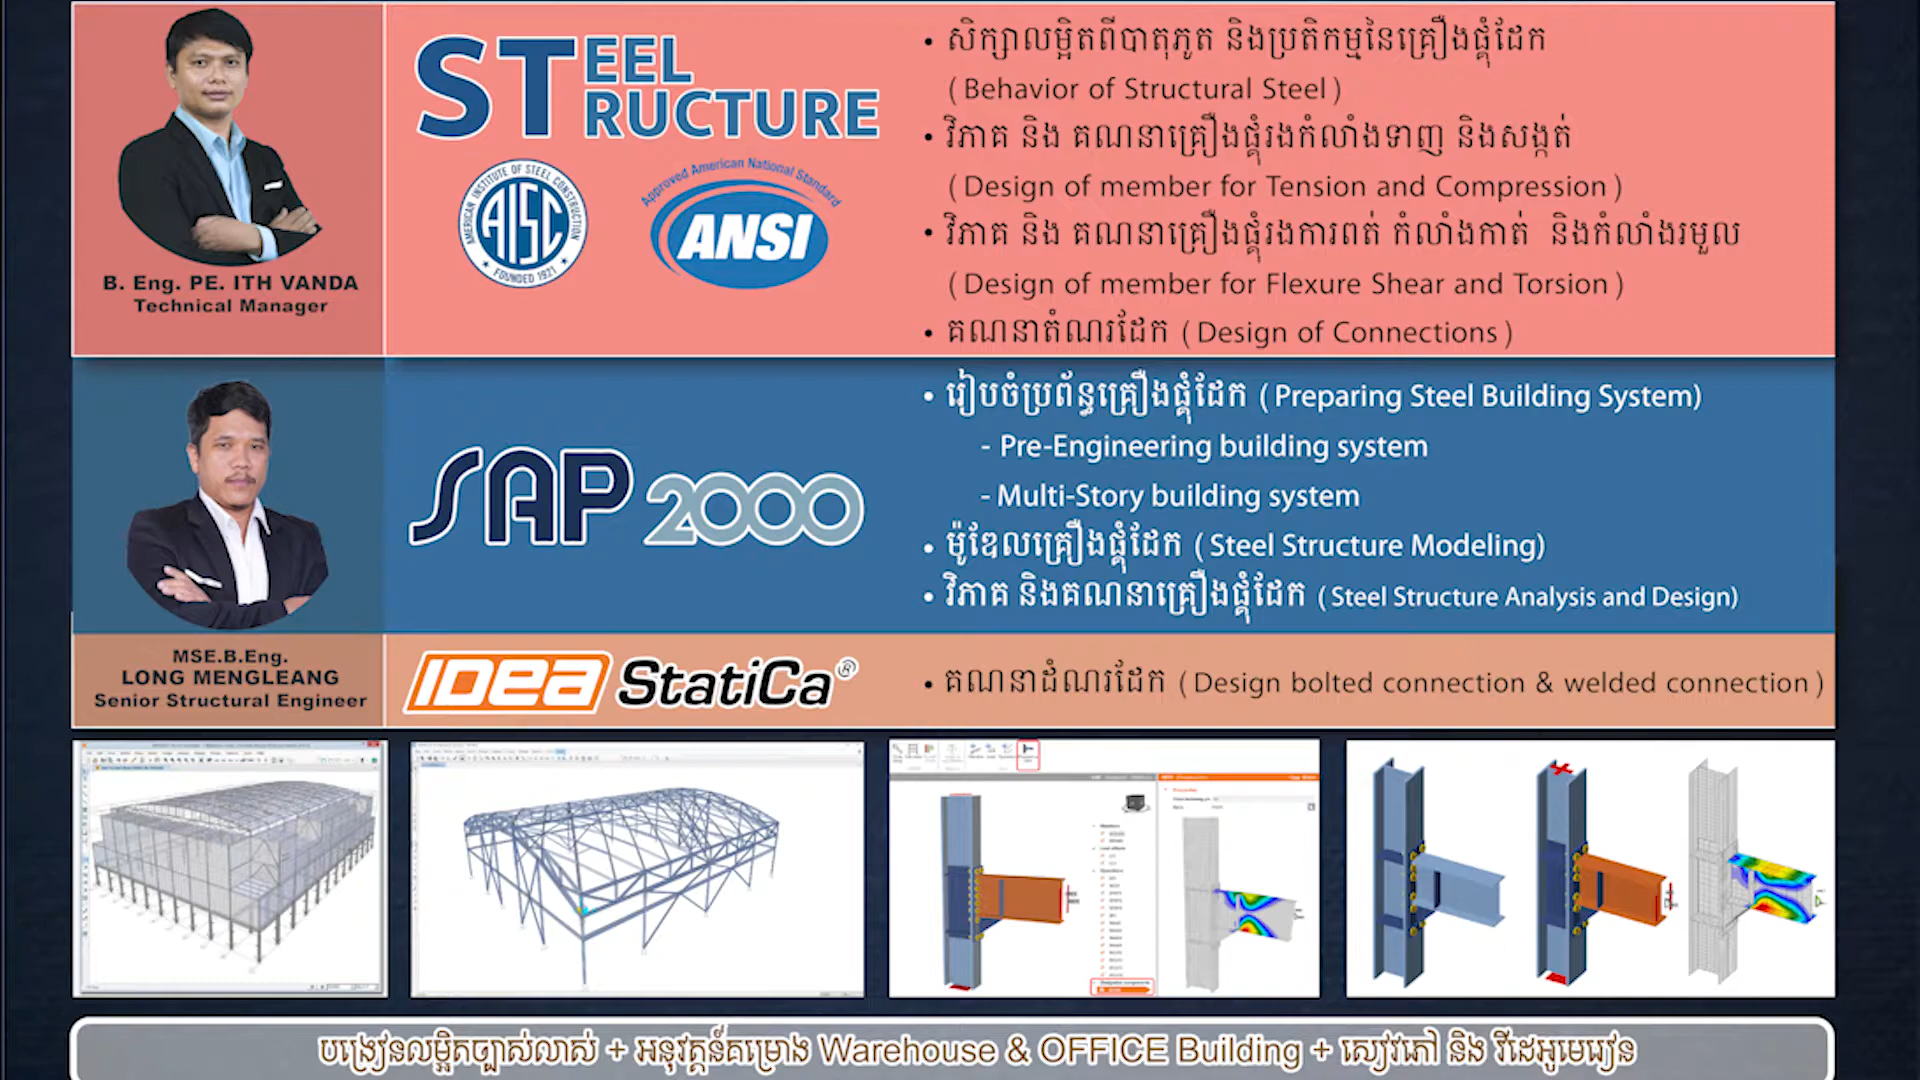 STEEL STRUCTURE
AMERICAN INSTITUTE OF STEEL CONSTRUCTION
AISC
FOUNDED 1921
Approved American National Standard
ANSI
B. Eng. PE. ITH VANDA
Technical Manager
• សិក្សាលម្អិតពីបាតុភូត និងប្រតិកម្មនៃគ្រឿងផ្គុំដែក
( Behavior of Structural Steel )
• វិភាគ និង គណនាគ្រឿងផ្គុំរងកំលាំងទាញ និងសង្កត់
( Design of member for Tension and Compression )
• វិភាគ និង គណនាគ្រឿងផ្គុំរងការពត់ កំលាំងកាត់ និងកំលាំងរមួល
( Design of member for Flexure Shear and Torsion )
• គណនាតំណរដែក ( Design of Connections )
SAP 2000
• រៀបចំប្រព័ន្ធគ្រឿងផ្គុំដែក ( Preparing Steel Building System)
- Pre-Engineering building system
- Multi-Story building system
• ម៉ូឌែលគ្រឿងផ្គុំដែក ( Steel Structure Modeling)
• វិភាគ និងគណនាគ្រឿងផ្គុំដែក ( Steel Structure Analysis and Design)
MSE.B.Eng.
LONG MENGLEANG
Senior Structural Engineer
IDEA StatiCa®
• គណនាដំណរដែក ( Design bolted connection & welded connection )
បង្រៀនលម្អិតច្បាស់លាស់ + អនុវត្តន៍គម្រោង Warehouse & OFFICE Building + សៀវភៅ និង វីដេអូមេរៀន